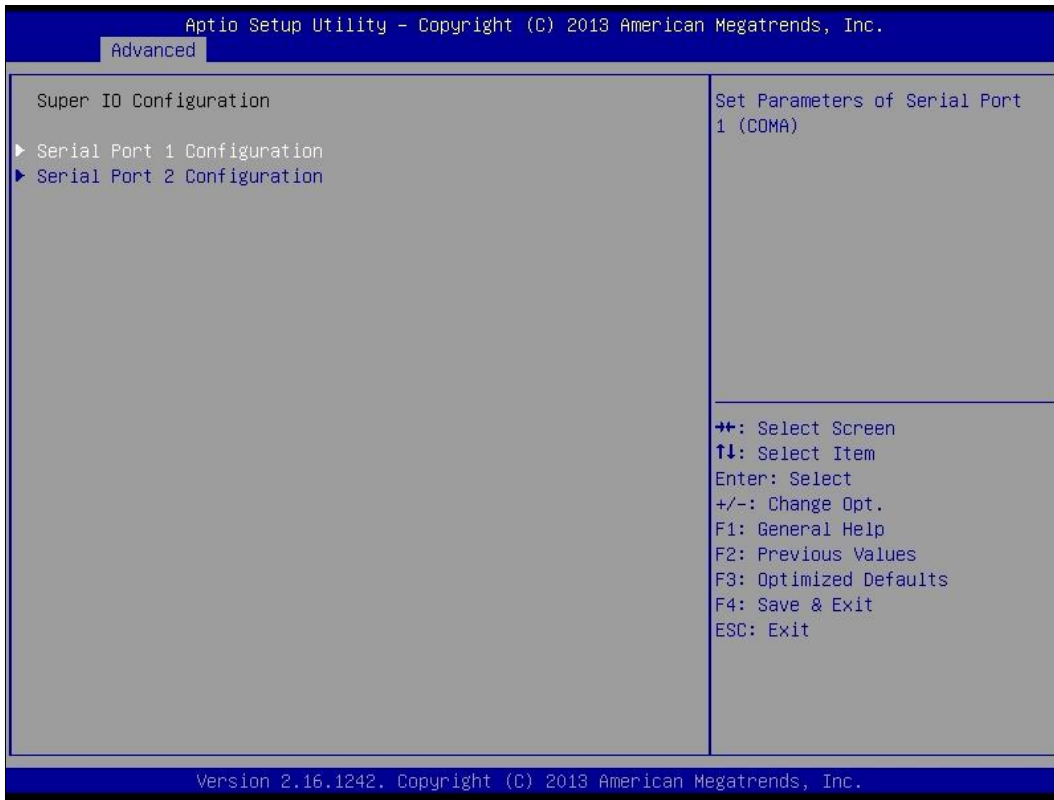 Aptio Setup Utility – Copyright (C) 2013 American Megatrends, Inc.
Advanced
Super IO Configuration
▶ Serial Port 1 Configuration
▶ Serial Port 2 Configuration
Set Parameters of Serial Port
1 (COMA)
→←: Select Screen
↑↓: Select Item
Enter: Select
+/-: Change Opt.
F1: General Help
F2: Previous Values
F3: Optimized Defaults
F4: Save & Exit
ESC: Exit
Version 2.16.1242. Copyright (C) 2013 American Megatrends, Inc.